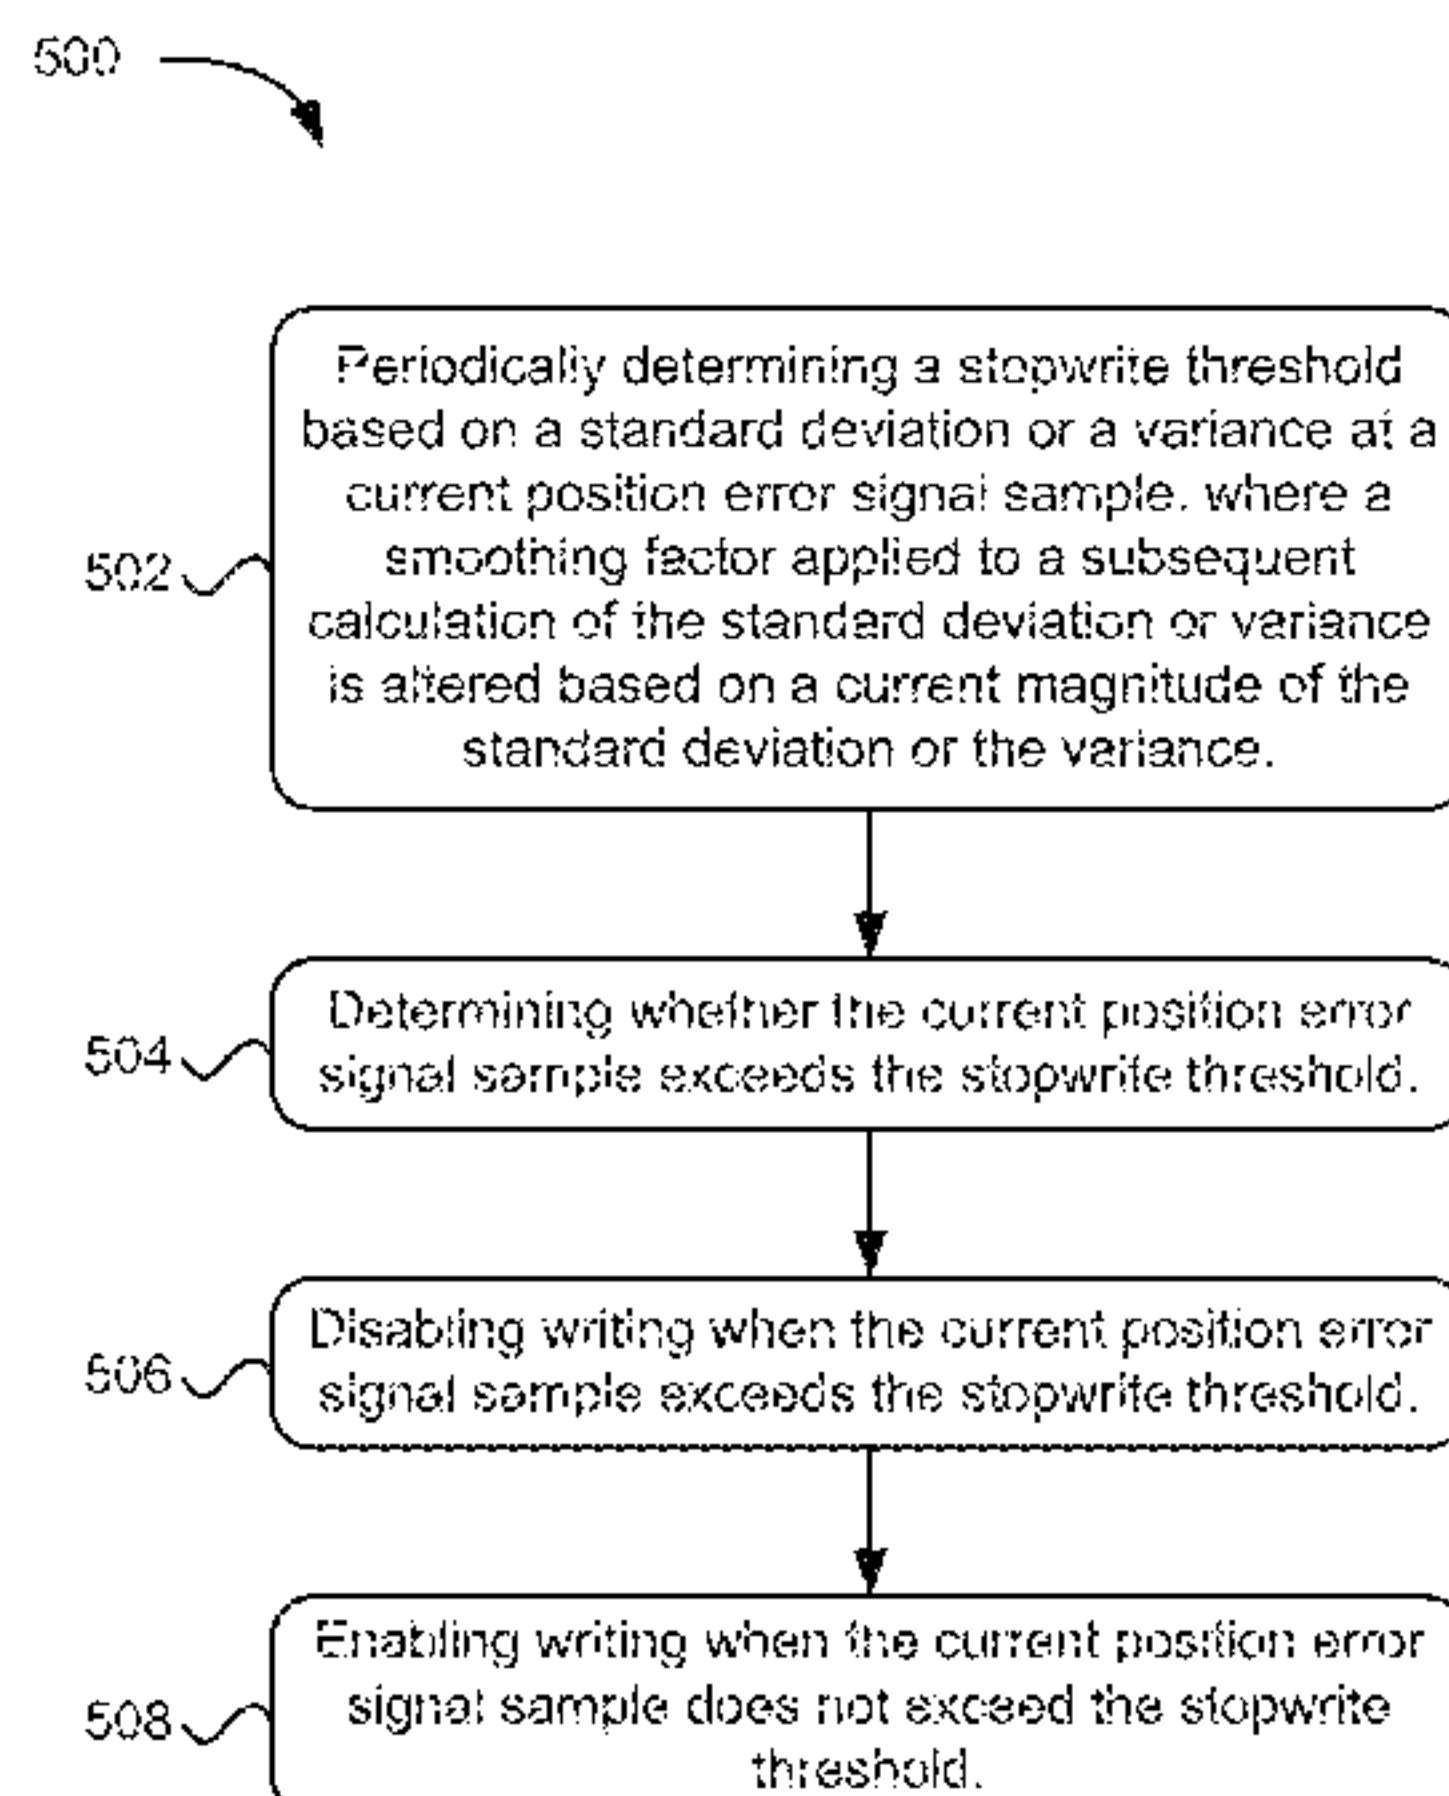 500
Periodically determining a stopwrite threshold
based on a standard deviation or a variance at a
current position error signal sample, where a
smoothing factor applied to a subsequent
calculation of the standard deviation or variance
is altered based on a current magnitude of the
standard deviation or the variance.
502
Determining whether the current position error
signal sample exceeds the stopwrite threshold.
504
Disabling writing when the current position error
signal sample exceeds the stopwrite threshold.
506
Enabling writing when the current position error
signal sample does not exceed the stopwrite
threshold.
508